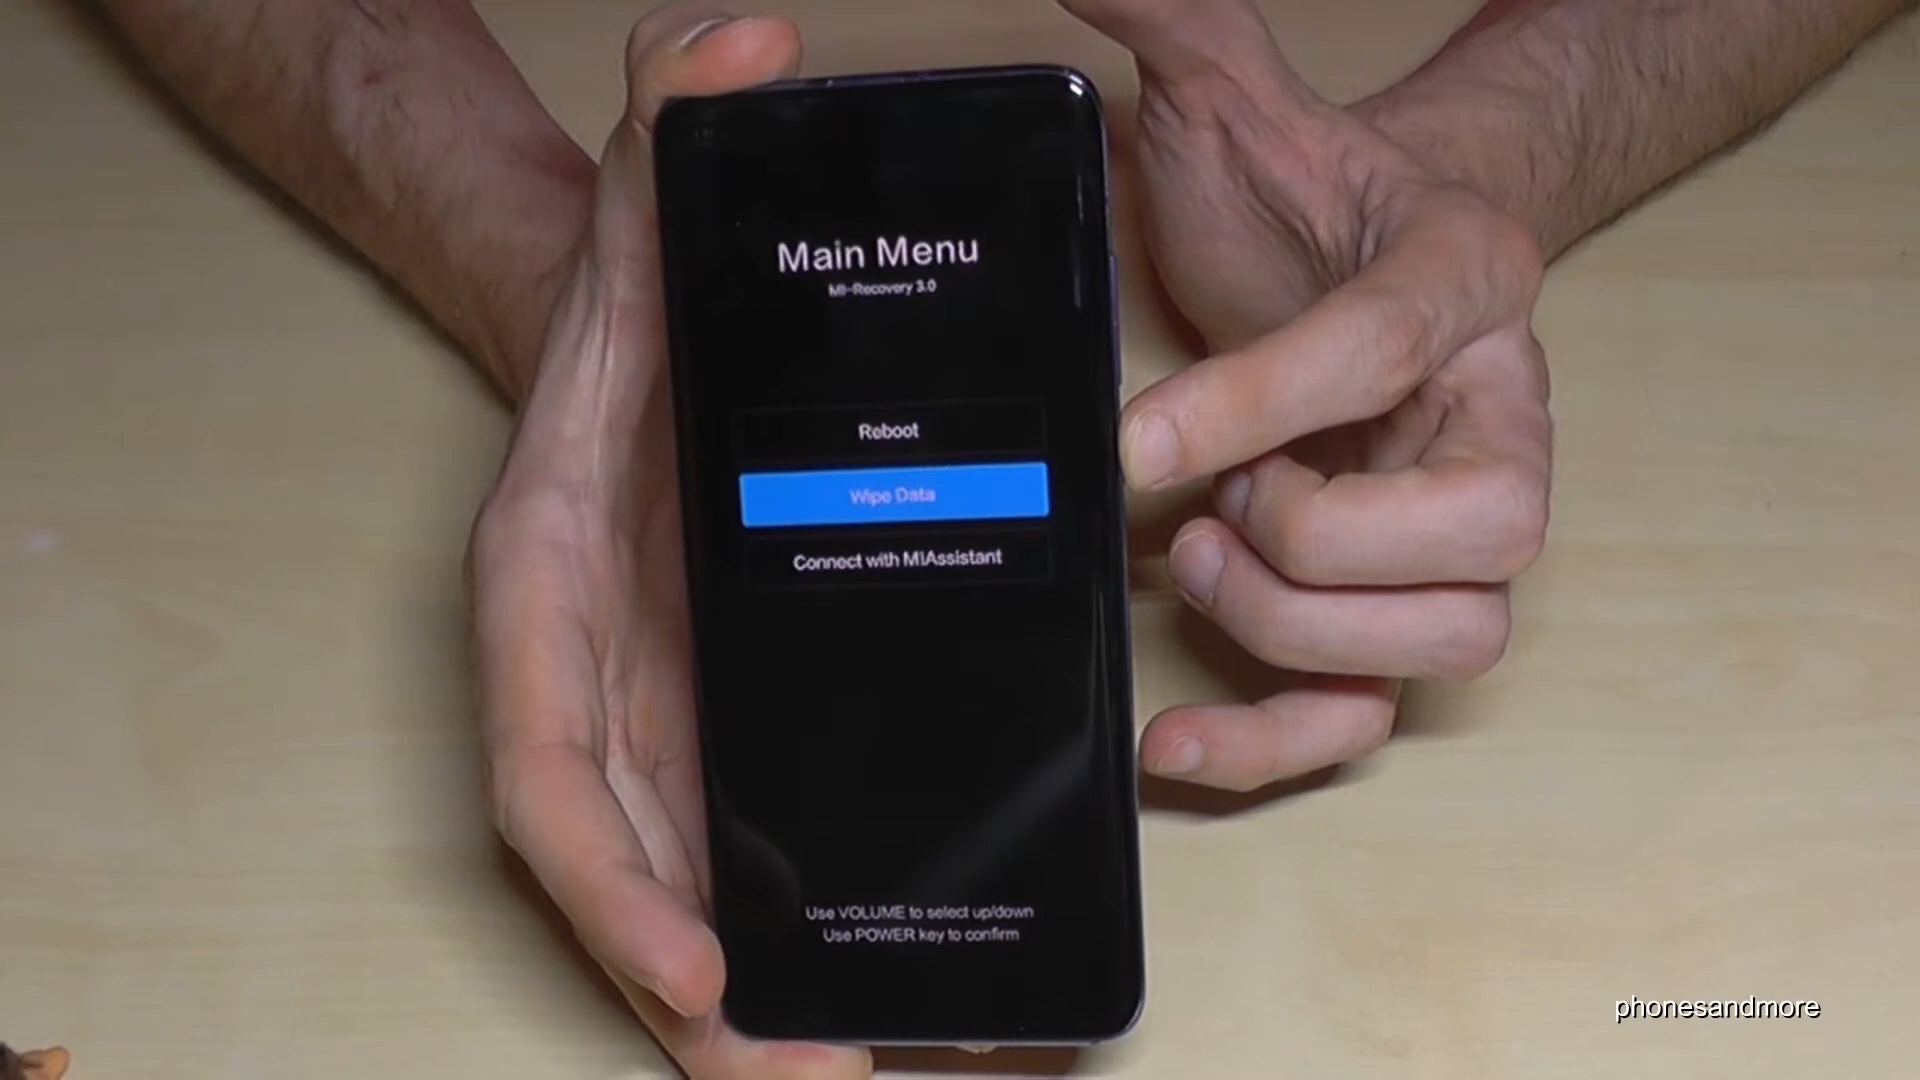 Main Menu
MI-Recovery 3.0
Reboot
Wipe Data
Connect with MIAssistant
Use VOLUME to select up/down
Use POWER key to confirm
phonesandmore